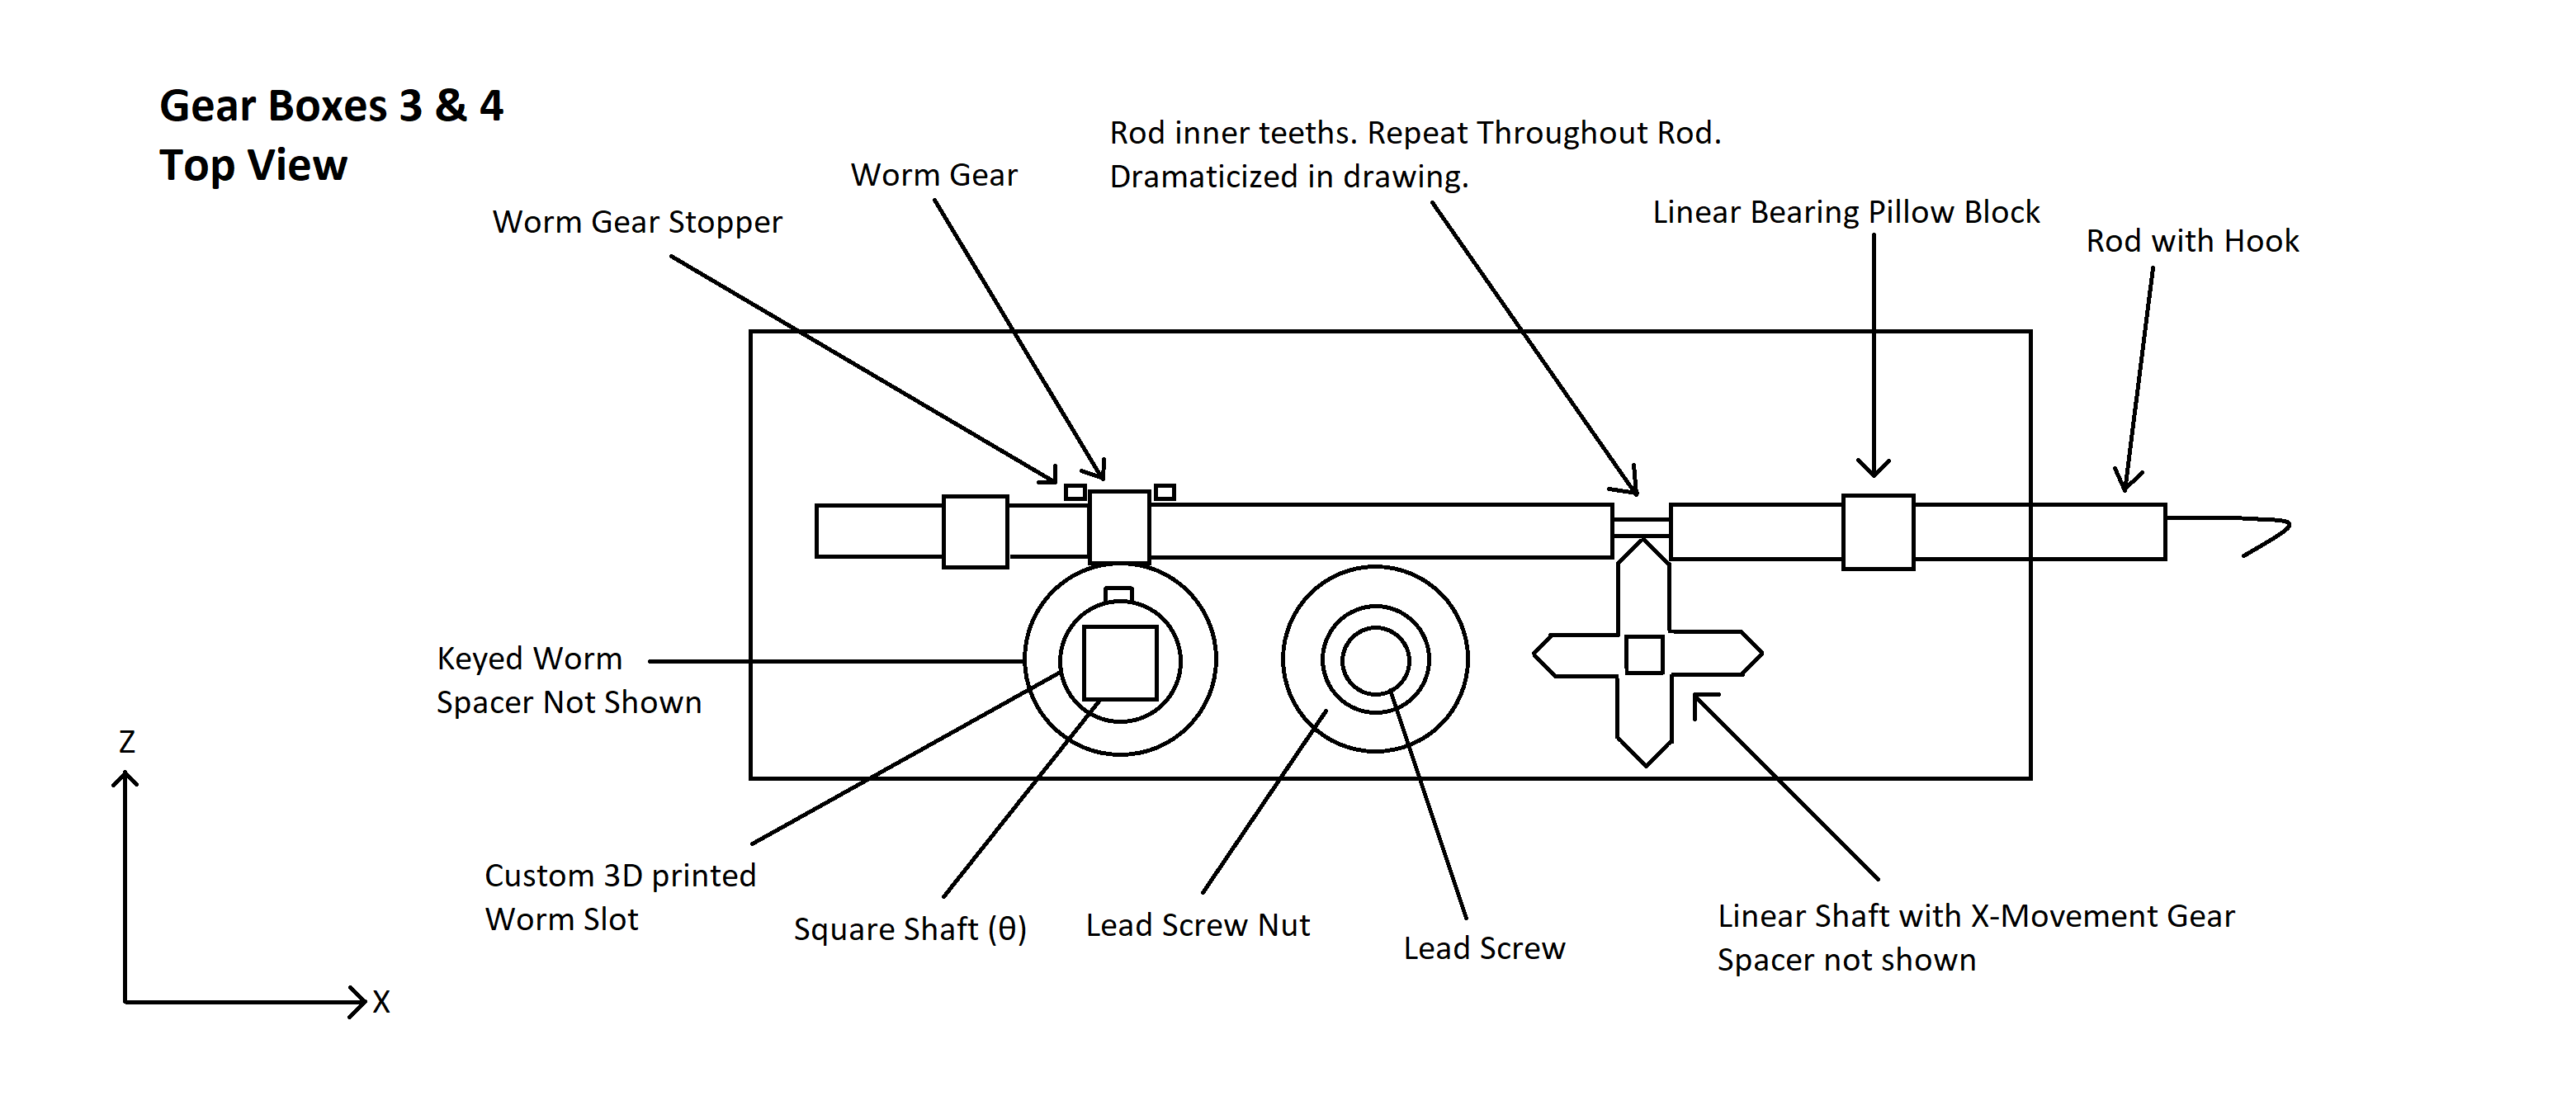 Gear Boxes 3 & 4
Top View
Worm Gear Stopper
Worm Gear
Rod inner teeths. Repeat Throughout Rod.
Dramaticized in drawing.
Linear Bearing Pillow Block
Rod with Hook
Keyed Worm
Spacer Not Shown
Z
X
Custom 3D printed
Worm Slot
Square Shaft (θ)
Lead Screw Nut
Lead Screw
Linear Shaft with X-Movement Gear
Spacer not shown